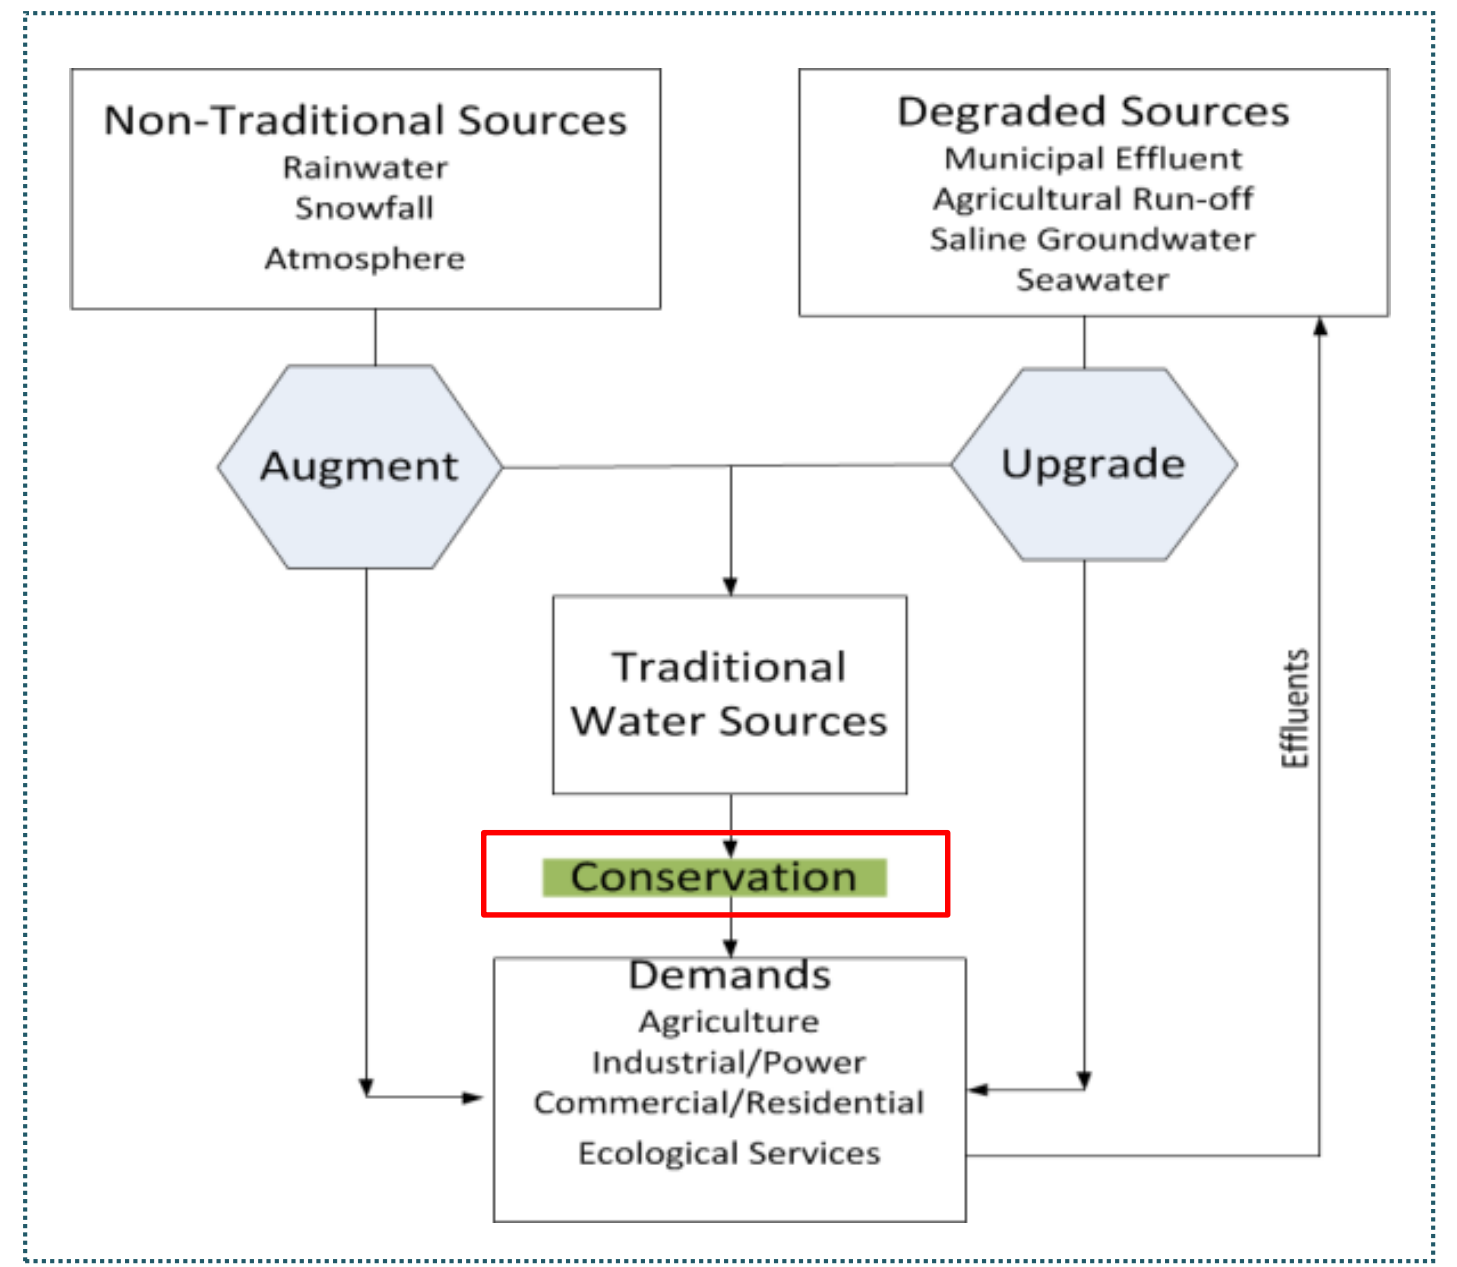 Non-Traditional Sources
Rainwater
Snowfall
Atmosphere
Degraded Sources
Municipal Effluent
Agricultural Run-off
Saline Groundwater
Seawater
Augment
Upgrade
Traditional
Water Sources
Effluents
Conservation
Demands
Agriculture
Industrial/Power
Commercial/Residential
Ecological Services